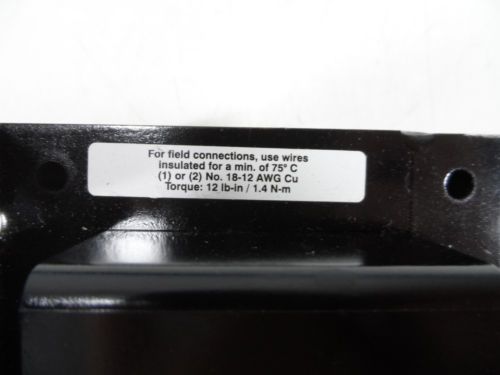 For field connections, use wires
insulated for a min. of 75° C
(1) or (2) No. 18-12 AWG Cu
Torque: 12 lb-in / 1.4 N-m